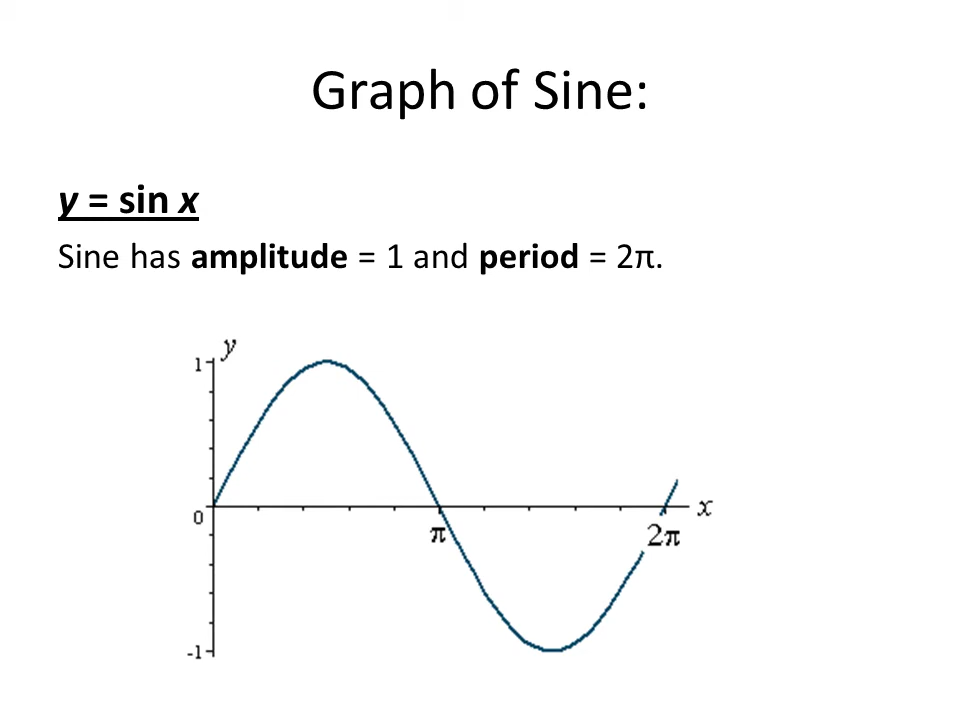 Graph of Sine:
y = sin x
Sine has amplitude = 1 and period = 2π.
y
1
0
π
2π
x
-1